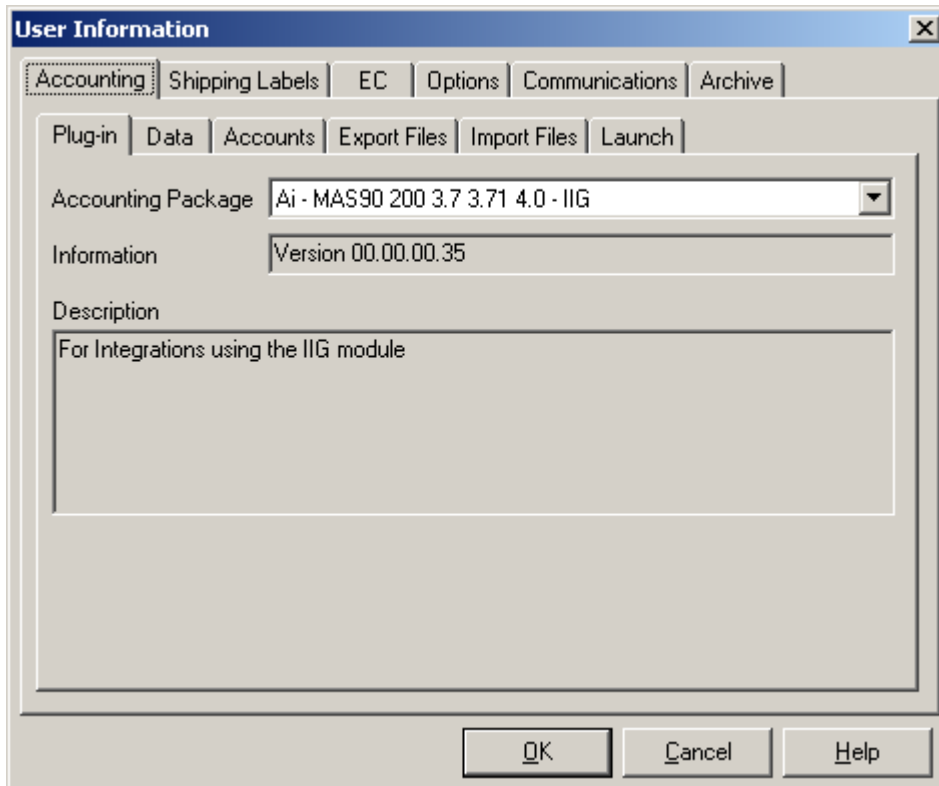 User Information
Accounting Shipping Labels EC Options Communications Archive
Plug-in Data Accounts Export Files Import Files Launch
Accounting Package Ai - MAS90 200 3.7 3.71 4.0 - IIG
Information Version 00.00.00.35
Description
For Integrations using the IIG module
OK Cancel Help